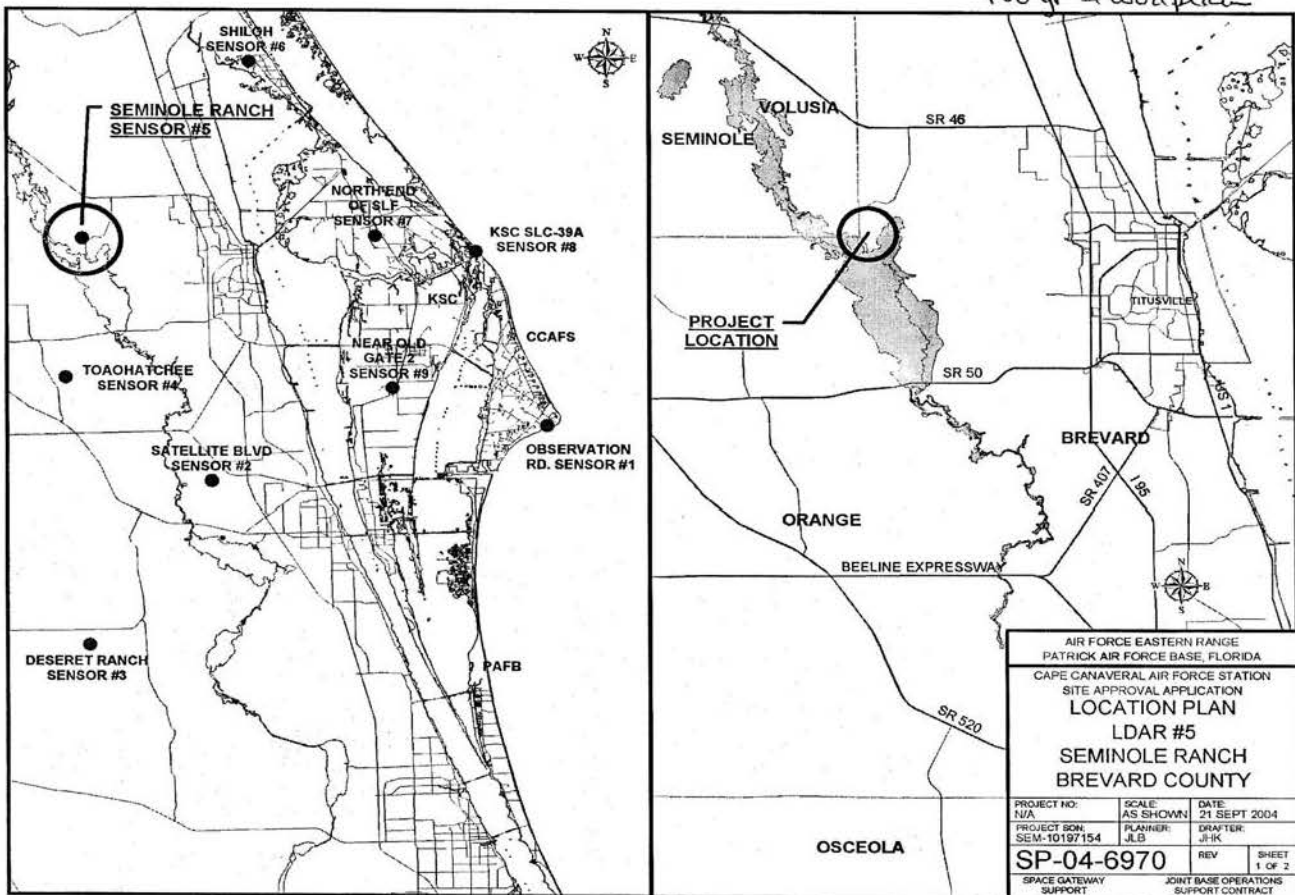 SHILOH
SENSOR #6
SEMINOLE RANCH
SENSOR #5
NORTH END
OF SLF
SENSOR #7
KSC SLC-39A
SENSOR #8
KSC
CCAFS
NEAR OLD
GATE 2
SENSOR #9
TOAOHATCHEE
SENSOR #4
SATELLITE BLVD
SENSOR #2
OBSERVATION
RD. SENSOR #1
DESERET RANCH
SENSOR #3
PAFB
N
W E
S
VOLUSIA
SEMINOLE
SR 46
PROJECT
LOCATION
TITUSVILLE
SR 50
US 1
BREVARD
SR 407
I 95
ORANGE
BEELINE EXPRESSWA
N
W E
S
SR 520
OSCEOLA
AIR FORCE EASTERN RANGE
PATRICK AIR FORCE BASE, FLORIDA
CAPE CANAVERAL AIR FORCE STATION
SITE APPROVAL APPLICATION
LOCATION PLAN
LDAR #5
SEMINOLE RANCH
BREVARD COUNTY
PROJECT NO: SCALE: DATE:
N/A AS SHOWN 21 SEPT 2004
PROJECT SON: PLANNER: DRAFTER:
SEM-10197154 JLB JHK
SP-04-6970 REV SHEET
1 OF 2
SPACE GATEWAY JOINT BASE OPERATIONS
SUPPORT SUPPORT CONTRACT